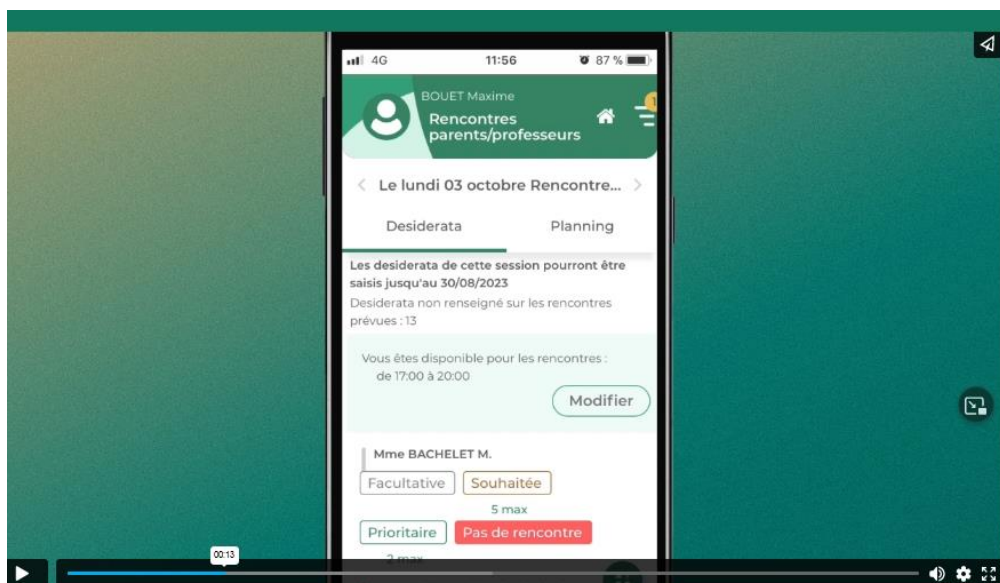 4G 11:56 87 %
BOUET Maxime
1
Rencontres
parents/professeurs
Le lundi 03 octobre Rencontre...
Desiderata Planning
Les desiderata de cette session pourront être
saisis jusqu'au 30/08/2023
Desiderata non renseigné sur les rencontres
prévues : 13
Vous êtes disponible pour les rencontres :
de 17:00 à 20:00
Modifier
Mme BACHELET M.
Facultative Souhaitée
5 max
Prioritaire Pas de rencontre
2 max
00:13